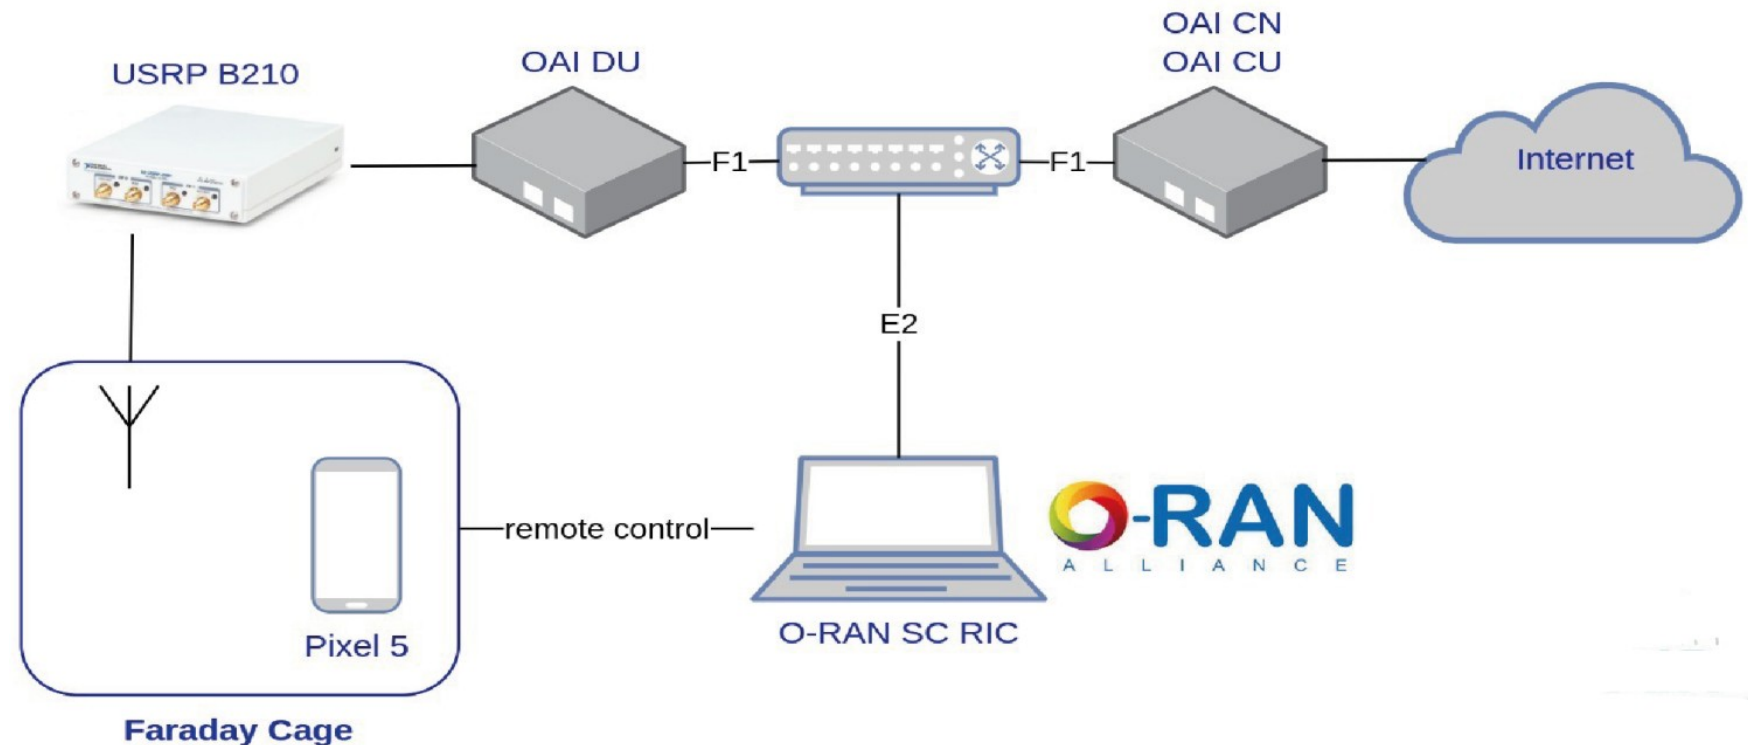 OAI CN
OAI DU
OAI CU
USRP B210
F1
F1
Internet
E2
remote control
O-RAN
ALLIANCE
O-RAN SC RIC
Pixel 5
Faraday Cage